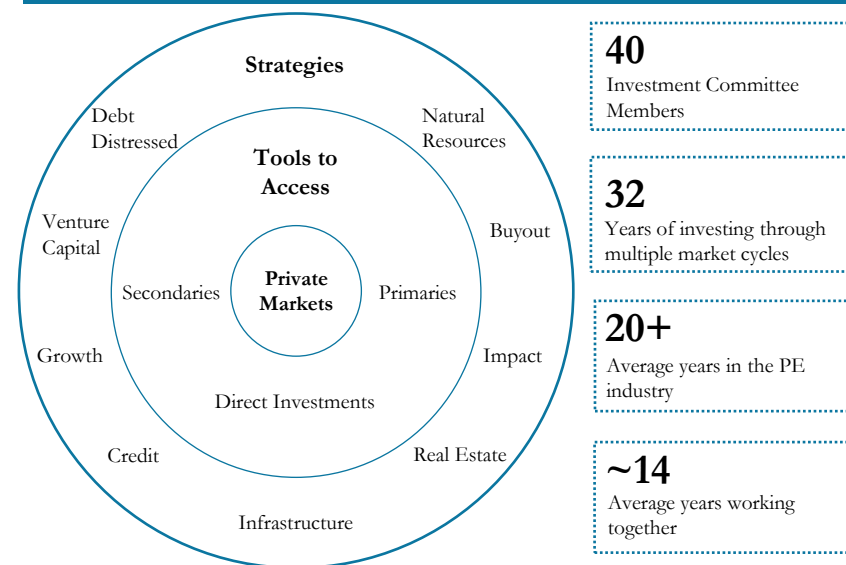 Strategies
Debt
Distressed
Natural
Resources
Tools to
Access
Venture
Capital
Buyout
Secondaries
Private
Markets
Primaries
Growth
Impact
Direct Investments
Credit
Real Estate
Infrastructure
40
Investment Committee
Members
32
Years of investing through
multiple market cycles
20+
Average years in the PE
industry
~14
Average years working
together